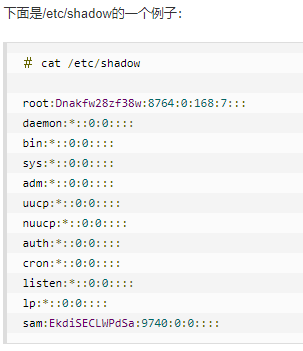 下面是/etc/shadow的一个例子：
# cat /etc/shadow
root:Dnakfw28zf38w:8764:0:168:7:::
daemon:*::0:0::::
bin:*::0:0::::
sys:*::0:0::::
adm:*::0:0::::
uucp:*::0:0::::
nuucp:*::0:0::::
auth:*::0:0::::
cron:*::0:0::::
listen:*::0:0::::
lp:*::0:0::::
sam:EkdiSECLWPdSa:9740:0:0::::